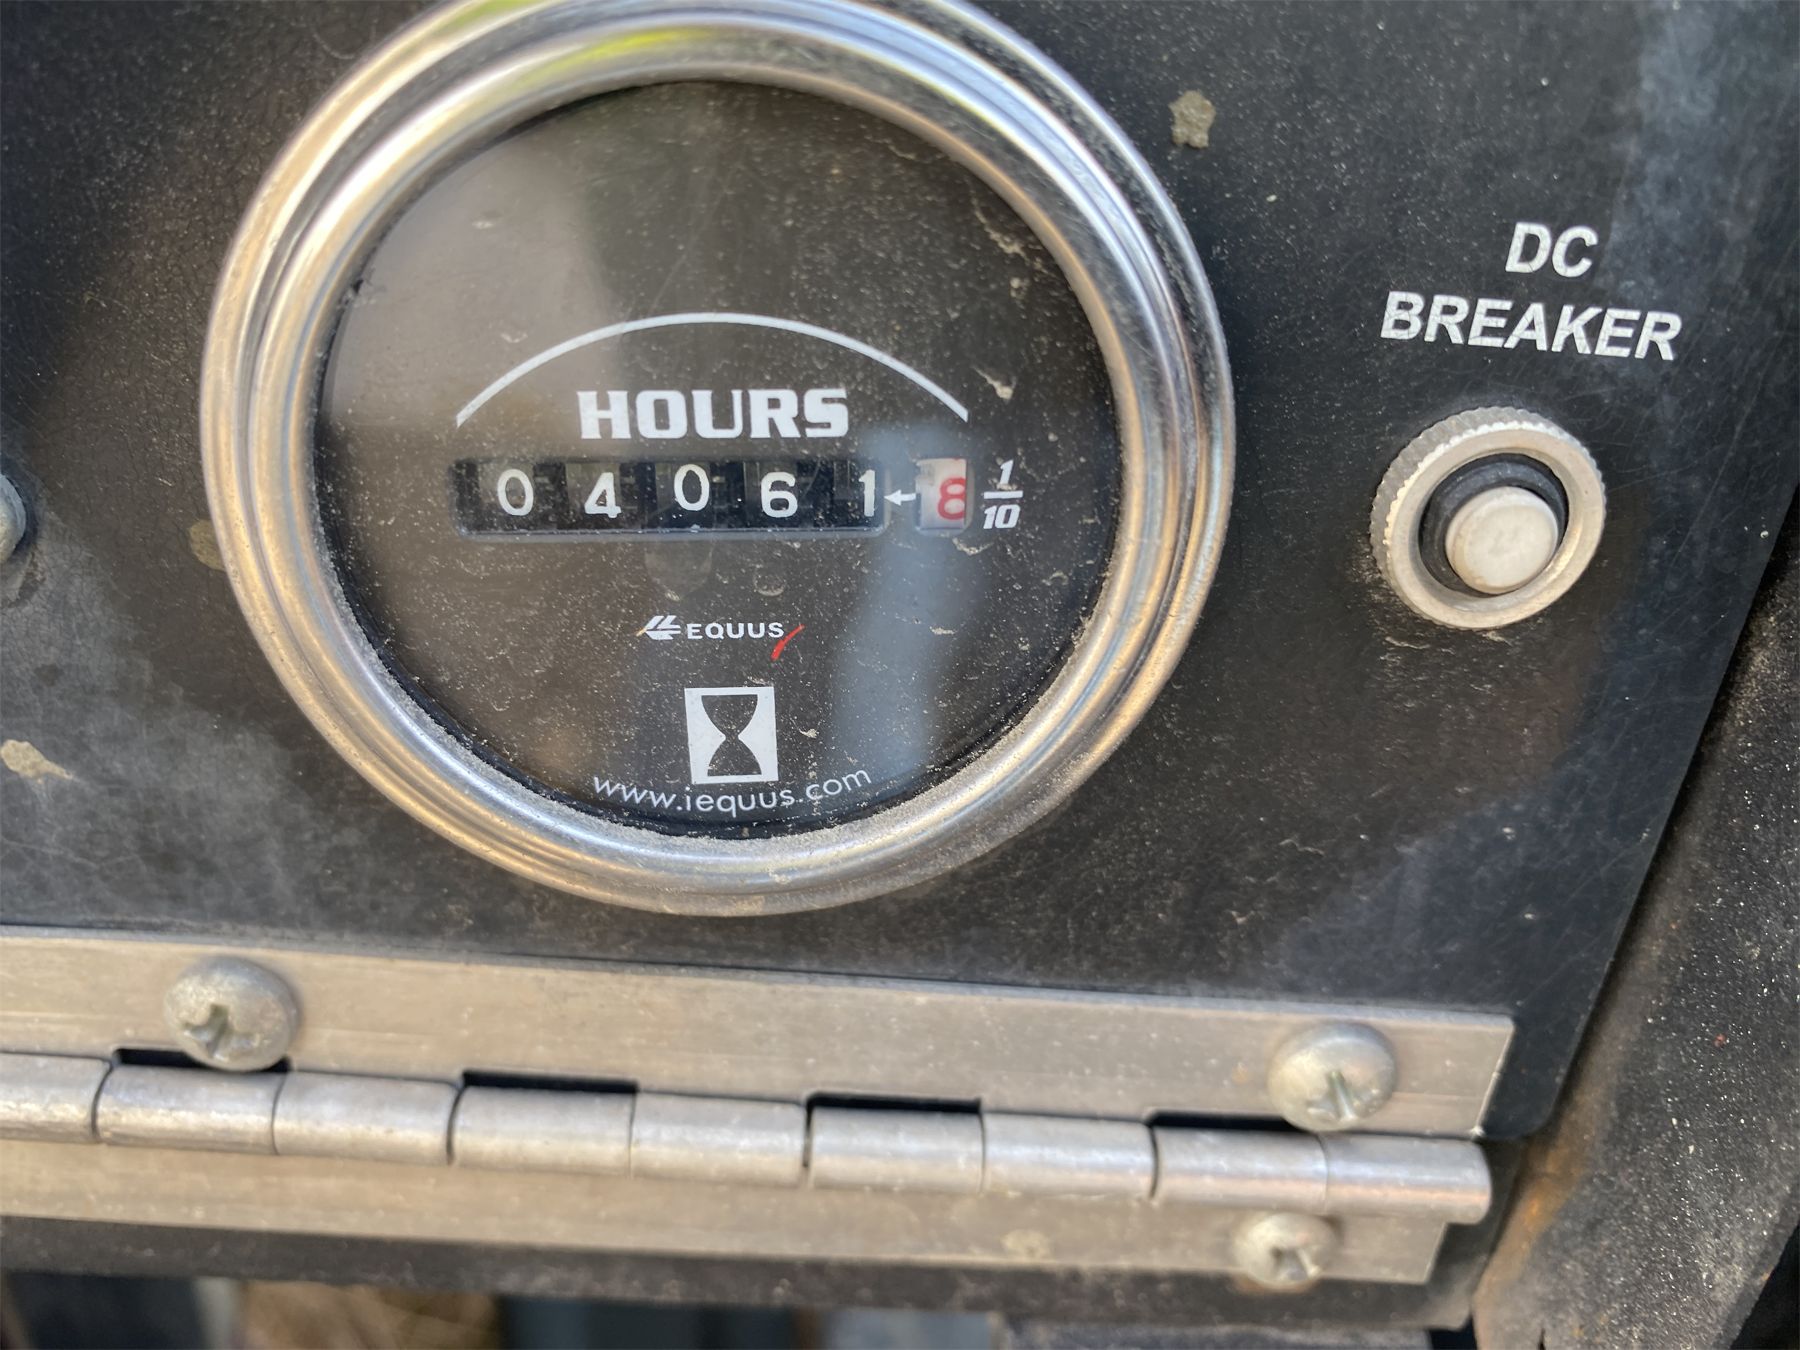 DC
BREAKER
HOURS
0 4 0 6 1 8 1/10
EQUUS
www.iequus.com